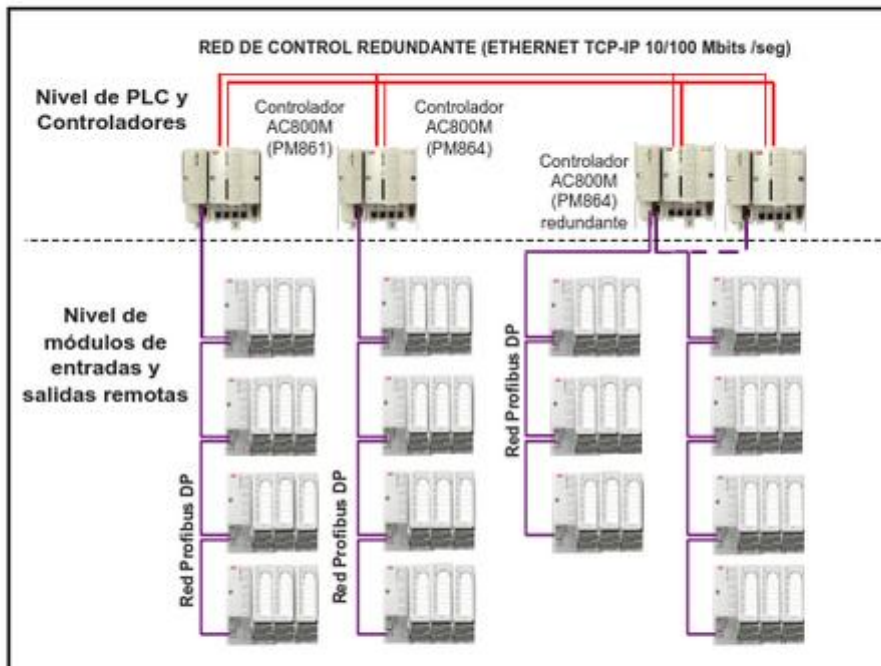 RED DE CONTROL REDUNDANTE (ETHERNET TCP-IP 10/100 Mbits /seg)
Nivel de PLC y
Controladores
Controlador
AC800M
(PM861)
Controlador
AC800M
(PM864)
Controlador
AC800M
(PM864)
redundante
Nivel de
módulos de
entradas y
salidas remotas
Red Profibus DP
Red Profibus DP
Red Profibus DP